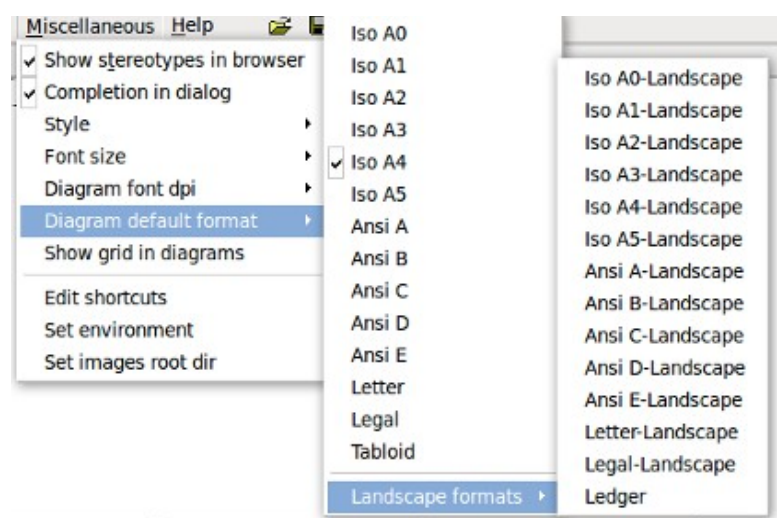 Miscellaneous Help
Show stereotypes in browser
Completion in dialog
Style
Font size
Diagram font dpi
Diagram default format
Show grid in diagrams
Edit shortcuts
Set environment
Set images root dir
Iso A0
Iso A1
Iso A2
Iso A3
Iso A4
Iso A5
Ansi A
Ansi B
Ansi C
Ansi D
Ansi E
Letter
Legal
Tabloid
Landscape formats
Iso A0-Landscape
Iso A1-Landscape
Iso A2-Landscape
Iso A3-Landscape
Iso A4-Landscape
Iso A5-Landscape
Ansi A-Landscape
Ansi B-Landscape
Ansi C-Landscape
Ansi D-Landscape
Ansi E-Landscape
Letter-Landscape
Legal-Landscape
Ledger